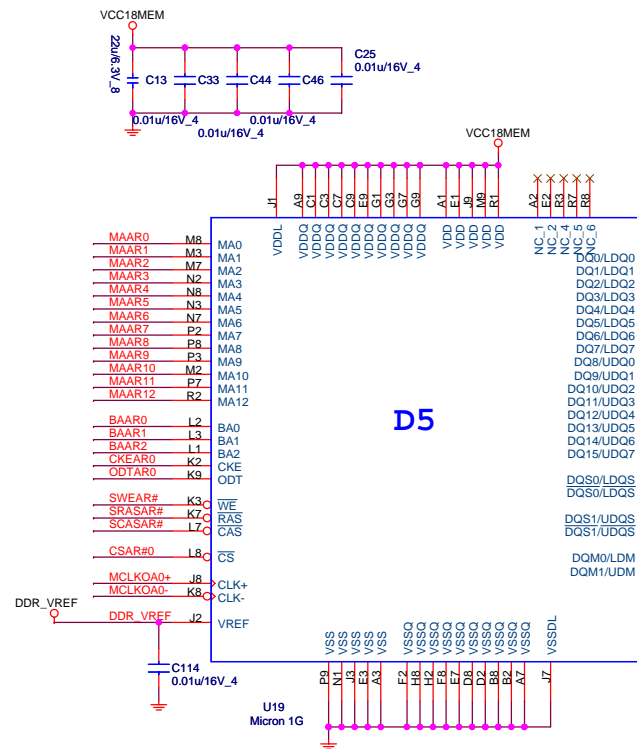 VCC18MEM
22u/6.3V_8
C13
C33
C44
C46
C25
0.01u/16V_4
0.01u/16V_4
0.01u/16V_4
0.01u/16V_4
VCC18MEM
J1 A9 C1 C3 C7 C9 E9 G1 G3 G7 G9 A1 E1 J9 M9 R1 A2 E2 R3 R7 R8
VDDL VDDQ VDDQ VDDQ VDDQ VDDQ VDDQ VDDQ VDDQ VDDQ VDDQ VDD VDD VDD VDD VDD NC_1 NC_2 NC_4 NC_5 NC_6
MAAR0 M8 MA0
MAAR1 M3 MA1
MAAR2 M7 MA2
MAAR3 N2 MA3
MAAR4 N8 MA4
MAAR5 N3 MA5
MAAR6 N7 MA6
MAAR7 P2 MA7
MAAR8 P8 MA8
MAAR9 P3 MA9
MAAR10 M2 MA10
MAAR11 P7 MA11
MAAR12 R2 MA12
BAAR0 L2 BA0
BAAR1 L3 BA1
BAAR2 L1 BA2
CKEAR0 K2 CKE
ODTAR0 K9 ODT
SWEAR# K3 WE
SRASAR# K7 RAS
SCASAR# L7 CAS
CSAR#0 L8 CS
MCLKOA0+ J8 CLK+
MCLKOA0- K8 CLK-
DDR_VREF
DDR_VREF J2 VREF
D5
DQ0/LDQ0
DQ1/LDQ1
DQ2/LDQ2
DQ3/LDQ3
DQ4/LDQ4
DQ5/LDQ5
DQ6/LDQ6
DQ7/LDQ7
DQ8/UDQ0
DQ9/UDQ1
DQ10/UDQ2
DQ11/UDQ3
DQ12/UDQ4
DQ13/UDQ5
DQ14/UDQ6
DQ15/UDQ7
DQS0/LDQS
DQS0/LDQS
DQS1/UDQS
DQS1/UDQS
DQM0/LDM
DQM1/UDM
VSS VSS VSS VSS VSS VSSQ VSSQ VSSQ VSSQ VSSQ VSSQ VSSQ VSSQ VSSQ VSSQ VSSDL
P9 N1 J3 E3 A3 F2 H8 H2 F8 E7 D8 D2 B8 B2 A7 J7
C114
0.01u/16V_4
U19
Micron 1G